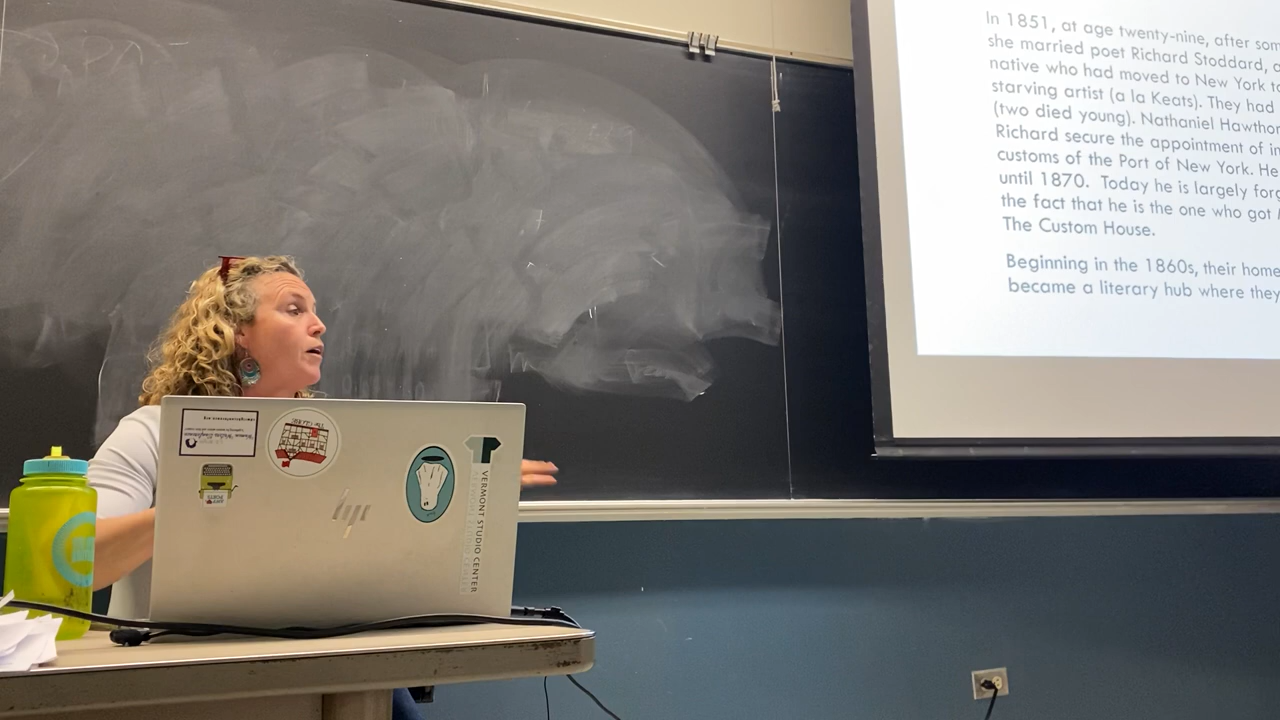 In 1851, at age twenty-nine, after som
she married poet Richard Stoddard, a
native who had moved to New York to
starving artist (a la Keats). They had
(two died young). Nathaniel Hawthor
Richard secure the appointment of in
customs of the Port of New York. He
until 1870. Today he is largely forg
the fact that he is the one who got
The Custom House.
Beginning in the 1860s, their home
became a literary hub where they
hp
VERMONT STUDIO CENTER